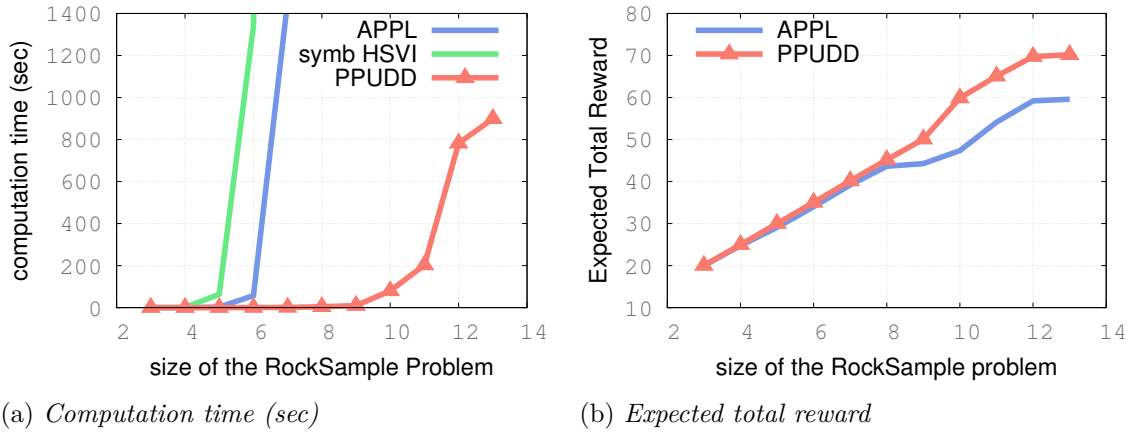 1400
1200
1000
800
600
400
200
0
computation time (sec)
APPL
symb HSVI
PPUDD
2 4 6 8 10 12 14
size of the RockSample Problem
(a) Computation time (sec)
80
70
60
50
40
30
20
10
Expected Total Reward
APPL
PPUDD
2 4 6 8 10 12 14
size of the RockSample problem
(b) Expected total reward